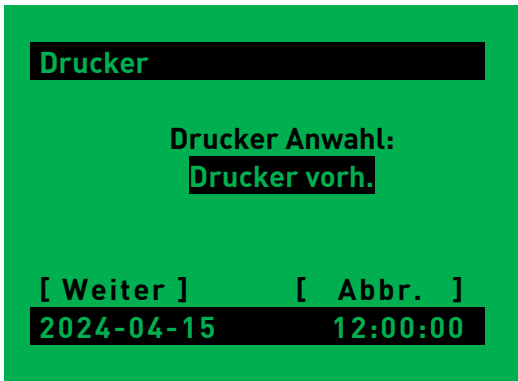 Drucker
Drucker Anwahl:
Drucker vorh.
[ Weiter ] [ Abbr. ]
2024-04-15 12:00:00